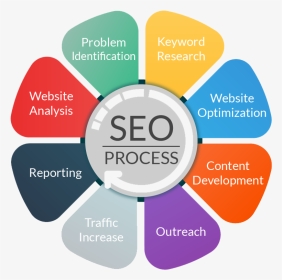 SEO
PROCESS
Problem
Identification
Keyword
Research
Website
Optimization
Content
Development
Outreach
Traffic
Increase
Reporting
Website
Analysis